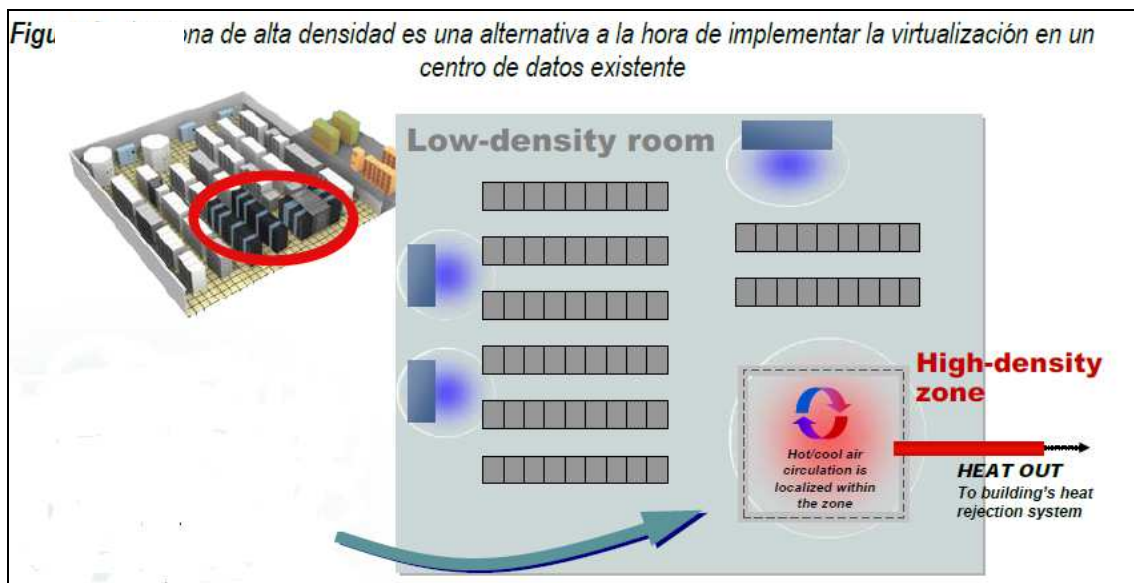 de alta densidad es una alternativa a la hora de implementar la virtualización en un
centro de datos existente
Low-density room
High-density
zone
Hot/cool air
circulation is
localized within
the zone
HEAT OUT
To building's heat
rejection system